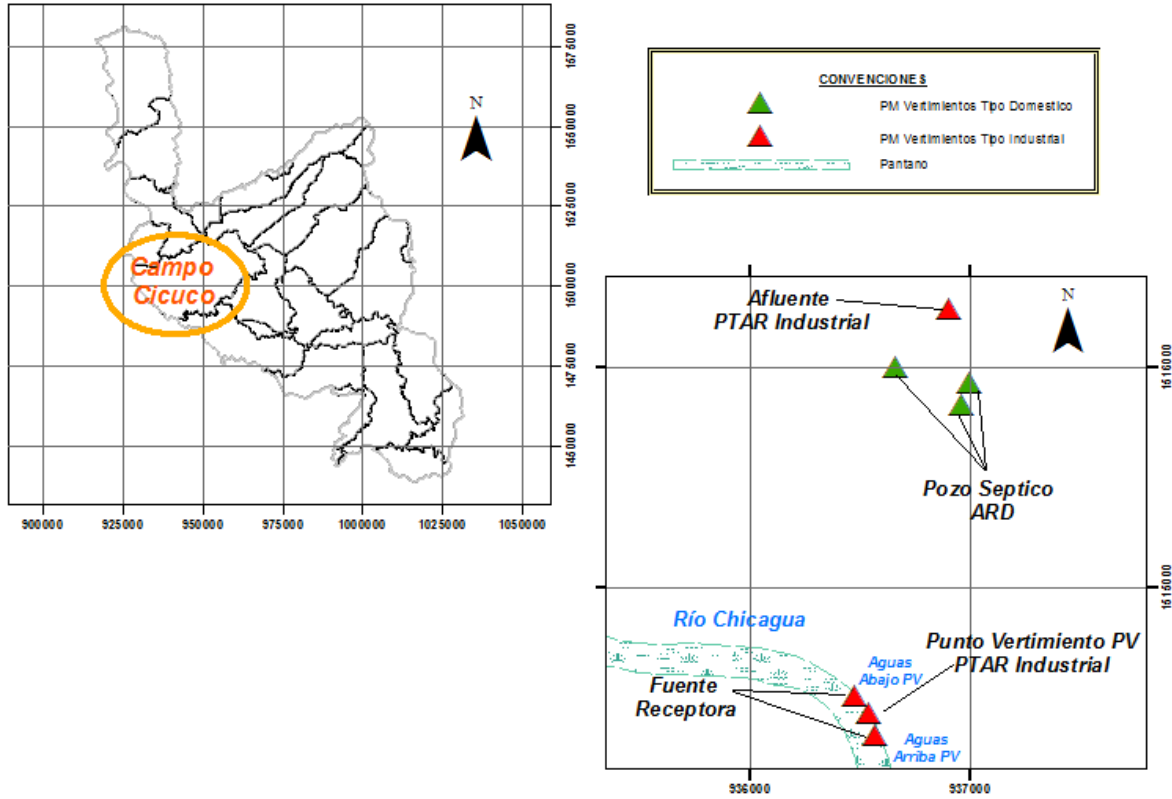 N
Campo
Cicuco
1675000
1650000
1625000
1600000
1575000
1550000
900000
925000
950000
975000
1000000
1025000
1050000
CONVENCIONES
PM Vertimientos Tipo Domestico
PM Vertimientos Tipo Industrial
Pantano
Afluente
PTAR Industrial
N
1616000
Pozo Septico
ARD
1615000
Río Chicagua
Punto Vertimiento PV
PTAR Industrial
Aguas
Abajo PV
Fuente
Receptora
Aguas
Arriba PV
936000
937000